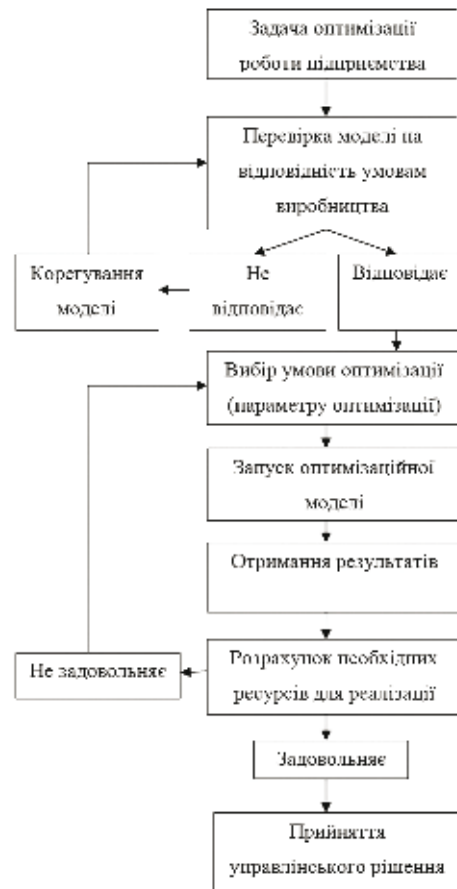 Задача оптимізації
роботи підприємства
Перевірка моделі на
відповідність умовам
виробництва
Корегування
моделі
Не
відповідає
Відповідає
Вибір умови оптимізації
(параметру оптимізації)
Запуск оптимізаційної
моделі
Отримання результатів
Не задовольняє
Розрахунок необхідних
ресурсів для реалізації
Задовольняє
Прийняття
управлінського рішення